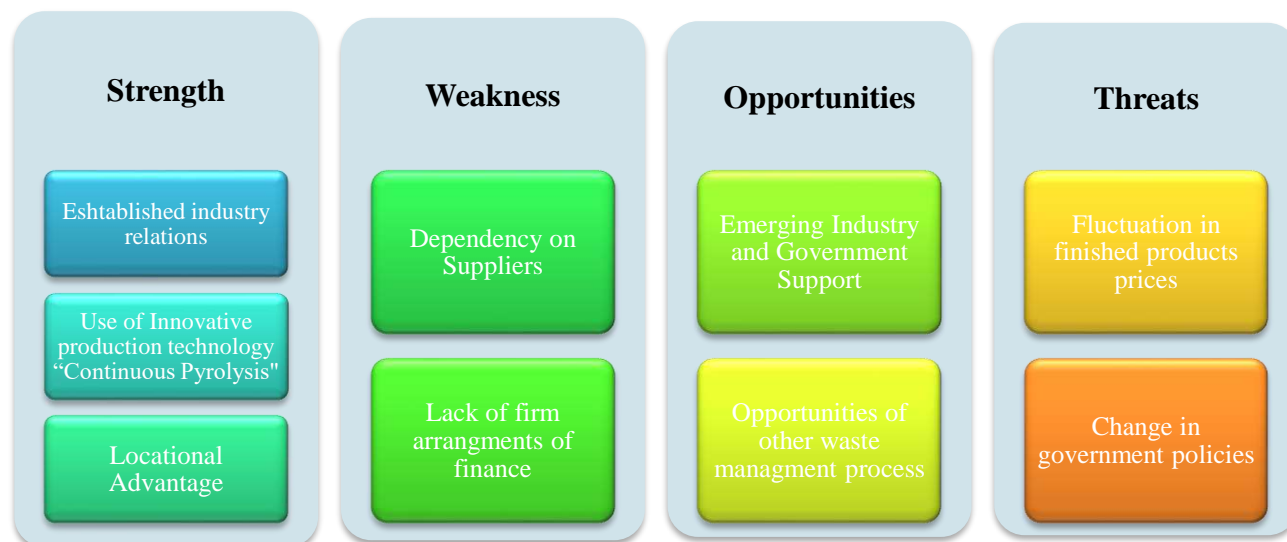 Strength
Eshtablished industry
relations
Use of Innovative
production technology
“Continuous Pyrolysis"
Locational
Advantage
Weakness
Dependency on
Suppliers
Lack of firm
arrangments of
finance
Opportunities
Emerging Industry
and Government
Support
Opportunities of
other waste
managment process
Threats
Fluctuation in
finished products
prices
Change in
government policies